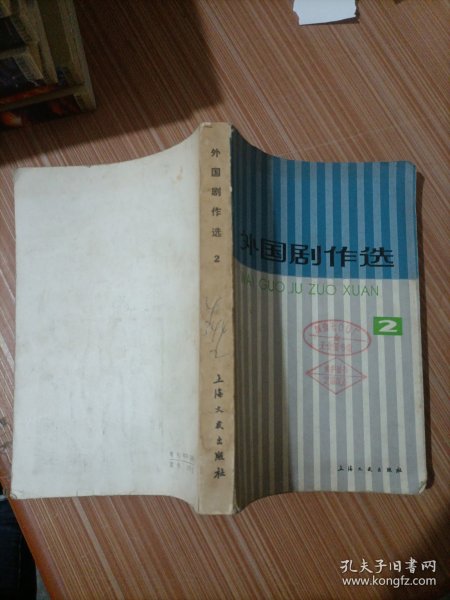 外国剧作选
2
上海文艺出版社
外国剧作选
WAI GUO JU ZUO XUAN
2
上海文艺出版社
孔夫子旧书网
www.kongfz.com